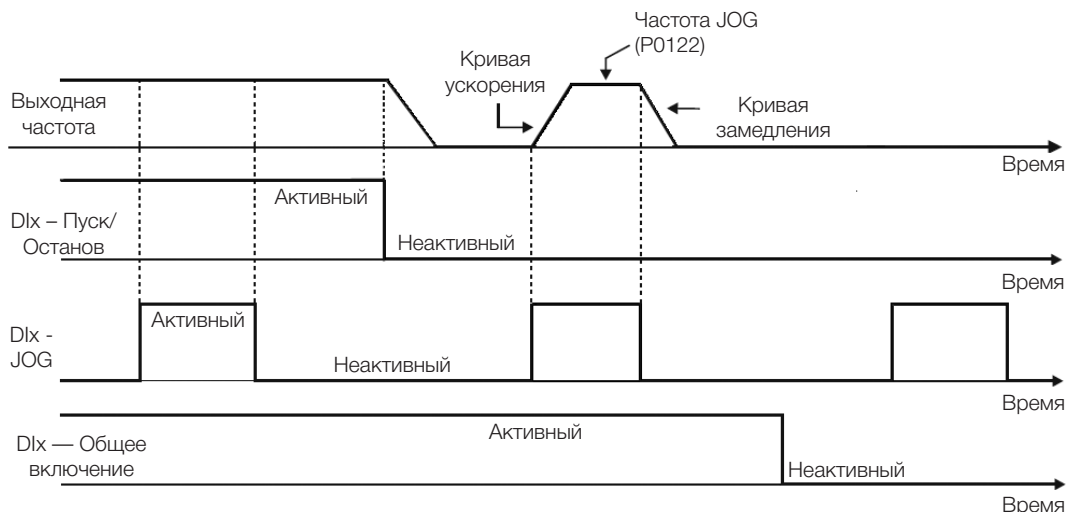 Частота JOG
(P0122)
Кривая
ускорения
Выходная
частота
Кривая
замедления
Время
Активный
DIx – Пуск/
Останов
Неактивный
Время
Активный
DIx -
JOG
Неактивный
Время
DIx — Общее
включение
Активный
Неактивный
Время